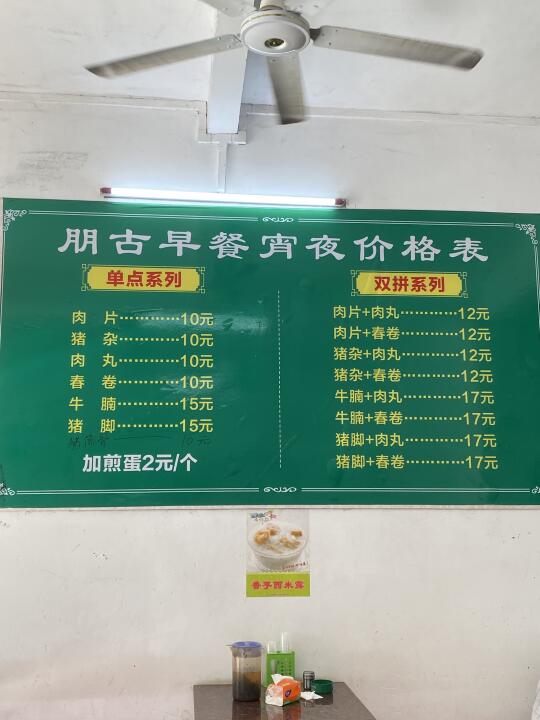 朋古早餐宵夜价格表
单点系列
肉片…………10元
猪杂…………10元
肉丸…………10元
春卷…………10元
牛腩…………15元
猪脚…………15元
10元
加煎蛋2元/个
双拼系列
肉片+肉丸…………12元
肉片+春卷…………12元
猪杂+肉丸…………12元
猪杂+春卷…………12元
牛腩+肉丸…………17元
牛腩+春卷…………17元
猪脚+肉丸…………17元
猪脚+春卷…………17元
香芋西米露